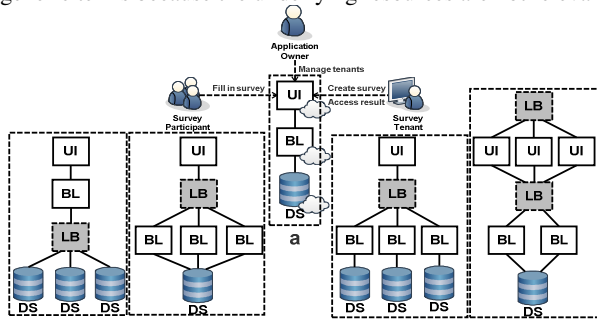 Application
Owner
Manage tenants
Fill in survey
UI
Create survey
Access result
Survey
Participant
Survey
Tenant
BL
DS
a
UI
BL
LB
DS DS DS
UI
LB
BL BL BL
DS
UI
LB
BL BL BL
DS DS DS
LB
UI UI UI
LB
BL BL
DS